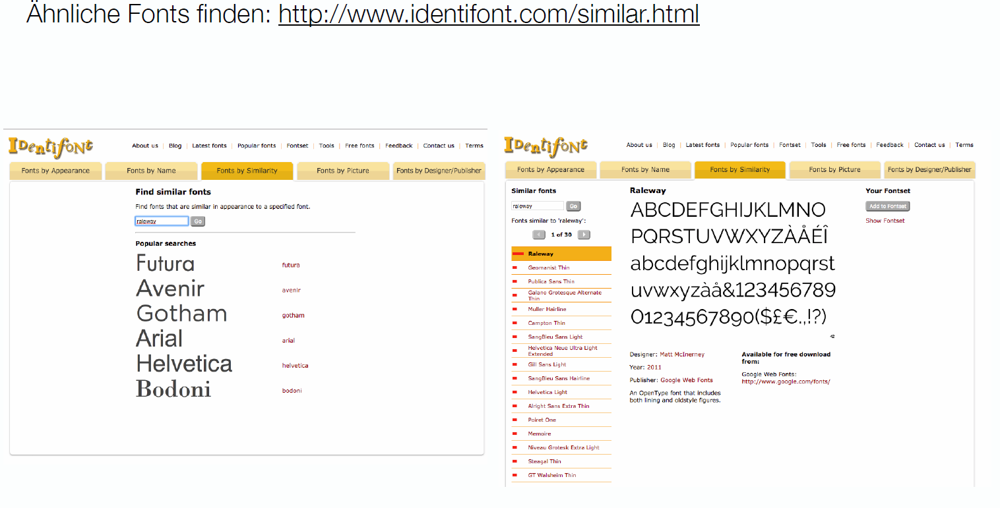 Ähnliche Fonts finden: http://www.identifont.com/similar.html
IDentifont
About us | Blog | Latest fonts | Popular fonts | Fontset | Tools | Free fonts | Feedback | Contact us | Terms
Fonts by Appearance
Fonts by Name
Fonts by Similarity
Fonts by Picture
Fonts by Designer/Publisher
Find similar fonts
Find fonts that are similar in appearance to a specified font.
raleway Go
Popular searches
Futura futura
Avenir avenir
Gotham gotham
Arial arial
Helvetica helvetica
Bodoni bodoni
IDentifont
About us | Blog | Latest fonts | Popular fonts | Fontset | Tools | Free fonts | Feedback | Contact us | Terms
Fonts by Appearance
Fonts by Name
Fonts by Similarity
Fonts by Picture
Fonts by Designer/Publisher
Similar fonts
raleway Go
Fonts similar to 'raleway':
1 of 30
Raleway
Geomanist Thin
Publica Sans Thin
Galano Grotesque Alternate
Thin
Muller Hairline
Campton Thin
SangBleu Sans Light
Helvetica Neue Ultra Light
Extended
Gill Sans Light
SangBleu Sans Hairline
Helvetica Light
Alright Sans Extra Thin
Poiret One
Memoire
Niveau Grotesk Extra Light
Steagal Thin
GT Walsheim Thin
Raleway
ABCDEFGHIJKLMNO
PQRSTUVWXYZÀÅÉÎ
abcdefghijklmnopqrst
uvwxyzàå&123456789
01234567890($£€.,!?)
42
Designer: Matt McInerney
Year: 2011
Publisher: Google Web Fonts
An OpenType font that includes
both lining and oldstyle figures.
Available for free download
from:
Google Web Fonts:
http://www.google.com/fonts/
Your Fontset
Add to Fontset
Show Fontset